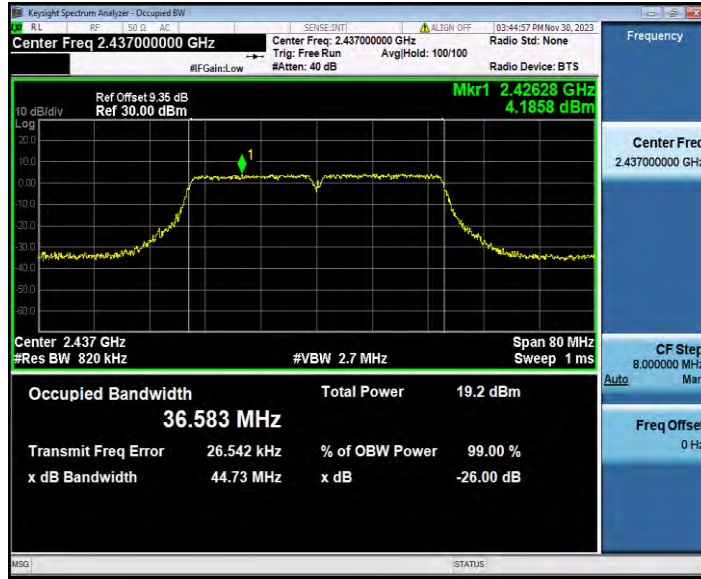 Keysight Spectrum Analyzer - Occupied BW
RL RF 50 Ω AC SENSE:INT ALIGN OFF 03:44:57 PM Nov 30, 2023
Center Freq 2.437000000 GHz
Center Freq: 2.437000000 GHz
Radio Std: None
Trig: Free Run Avg|Hold: 100/100
#IFGain:Low
#Atten: 40 dB
Radio Device: BTS
Ref Offset 9.35 dB
Ref 30.00 dBm
10 dB/div
Log
Mkr1 2.42628 GHz
4.1858 dBm
20.0
10.0
0.00
-10.0
-20.0
-30.0
-40.0
-50.0
-60.0
1
Center 2.437 GHz
Span 80 MHz
#Res BW 820 kHz
#VBW 2.7 MHz
Sweep 1 ms
Occupied Bandwidth
36.583 MHz
Total Power 19.2 dBm
Transmit Freq Error 26.542 kHz
% of OBW Power 99.00 %
x dB Bandwidth 44.73 MHz
x dB -26.00 dB
MSG
STATUS
Frequency
Center Freq
2.437000000 GHz
CF Step
8.000000 MHz
Auto Man
Freq Offset
0 Hz